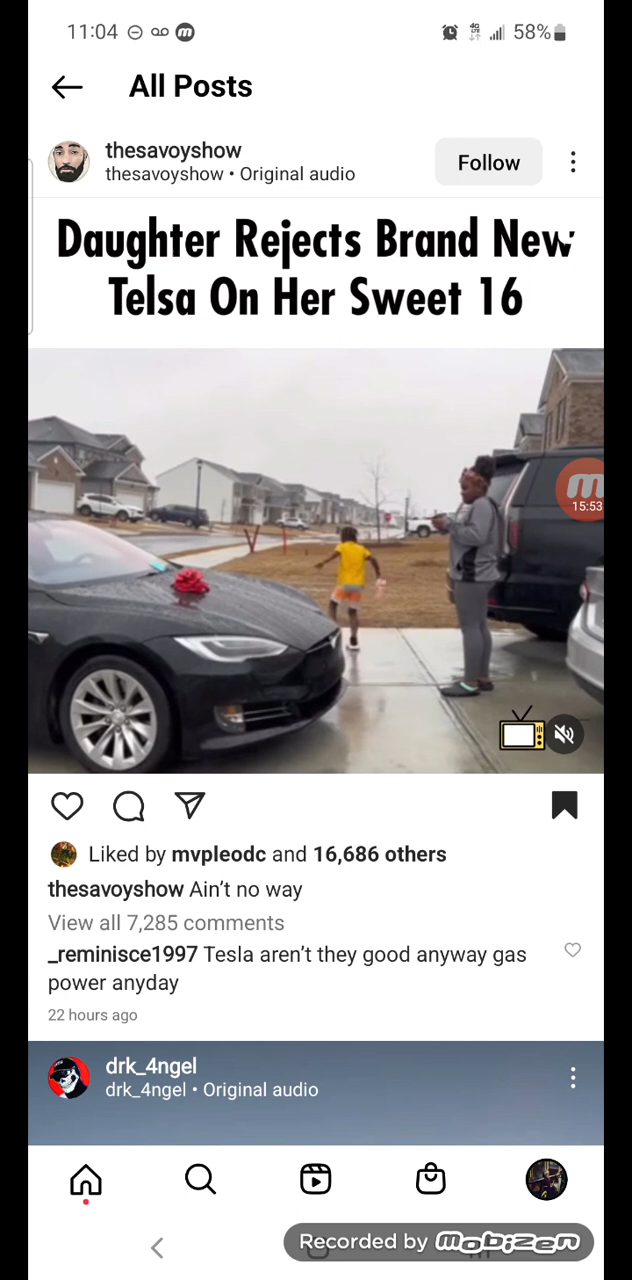 11:04
4G
58%
All Posts
thesavoyshow
thesavoyshow • Original audio
Follow
Daughter Rejects Brand New
Telsa On Her Sweet 16
15:53
Liked by mvpleodc and 16,686 others
thesavoyshow Ain't no way
View all 7,285 comments
_reminisce1997 Tesla aren't they good anyway gas
power anyday
22 hours ago
drk_4ngel
drk_4ngel • Original audio
Recorded by mobizen